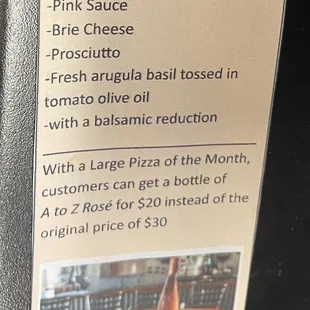 -Pink Sauce
-Brie Cheese
-Prosciutto
-Fresh arugula basil tossed in
tomato olive oil
-with a balsamic reduction
With a Large Pizza of the Month,
customers can get a bottle of
A to Z Rosé for $20 instead of the
original price of $30